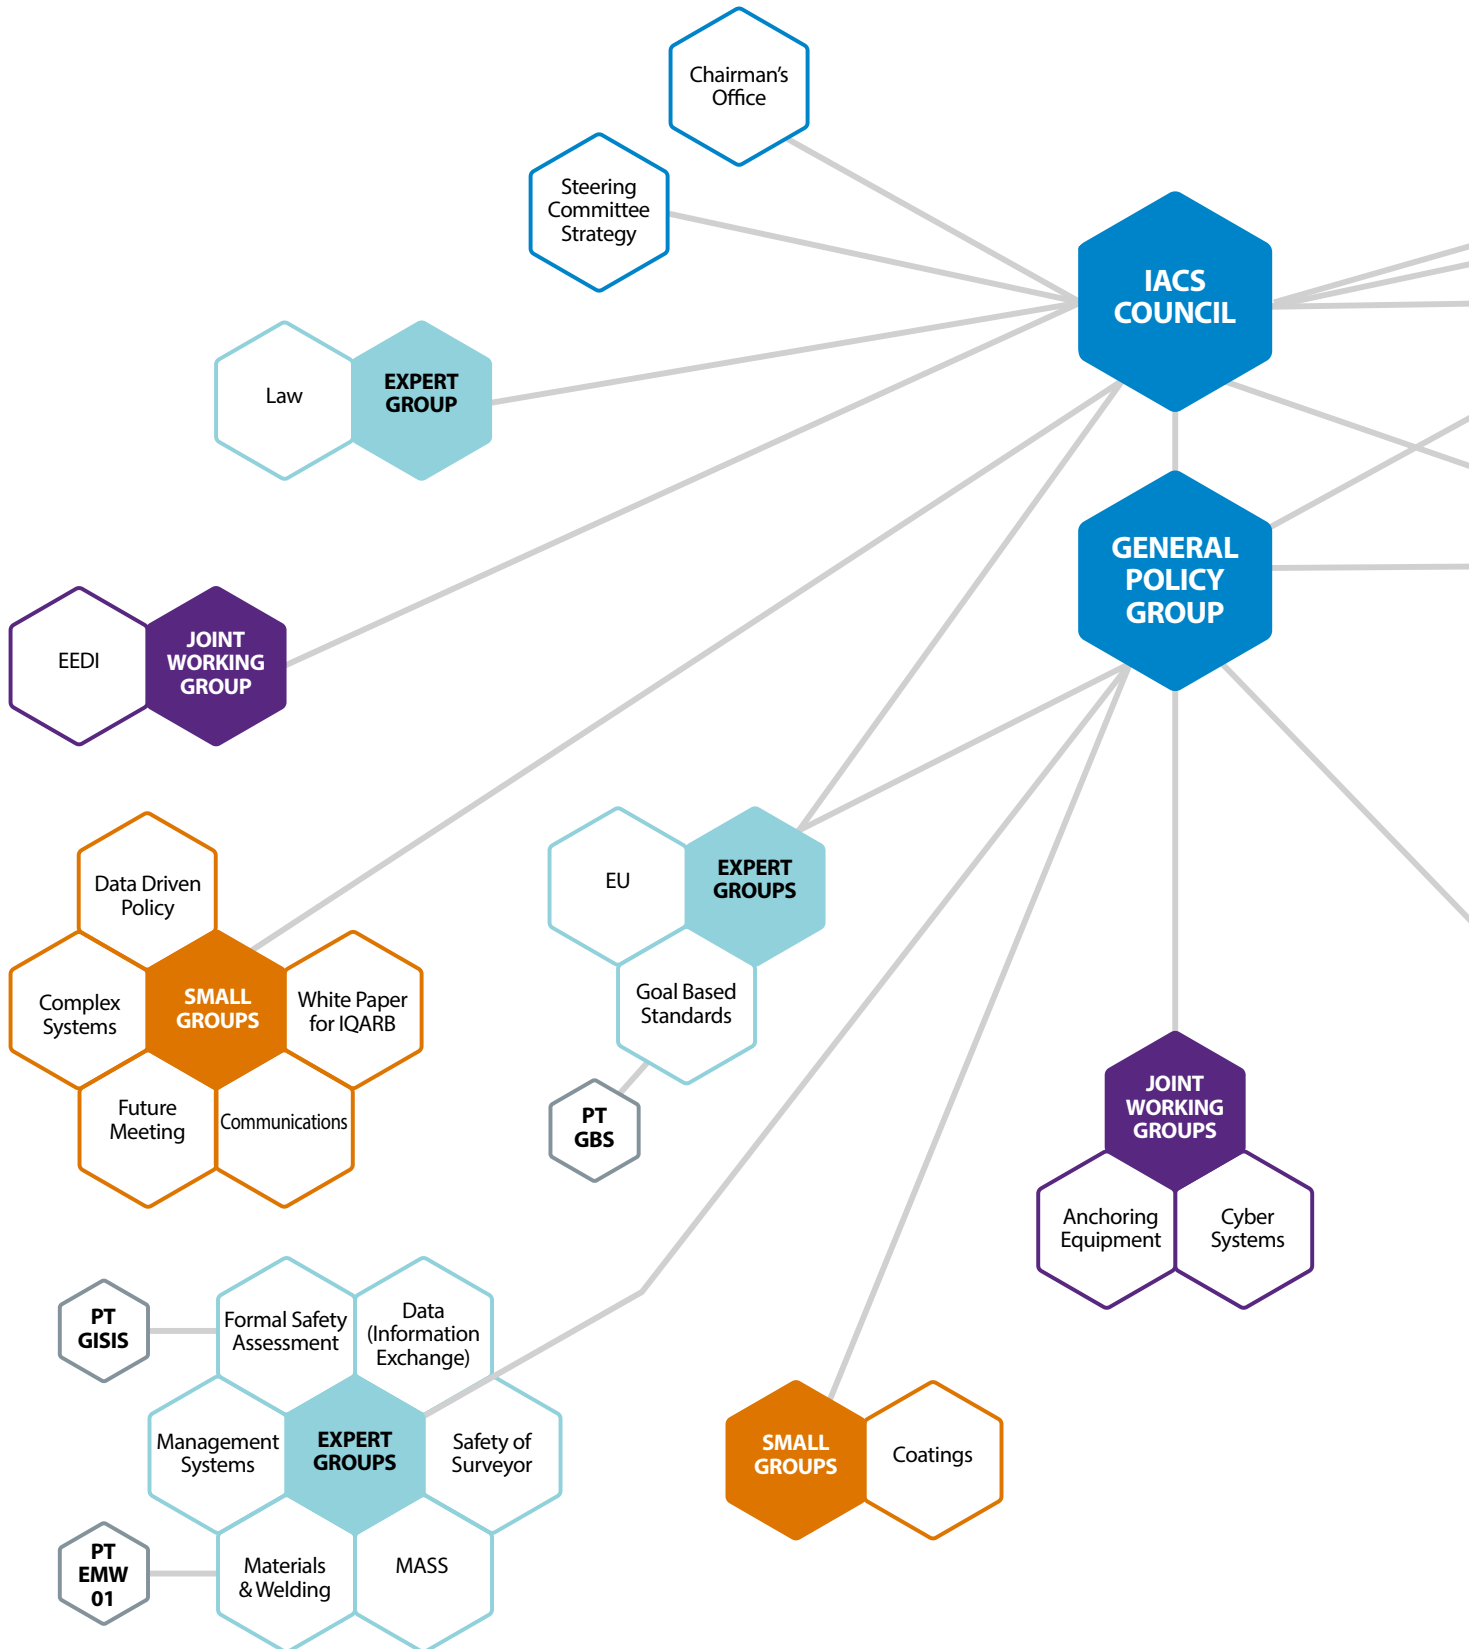 Chairman's
Office
Steering
Committee
Strategy
IACS
COUNCIL
Law
EXPERT
GROUP
GENERAL
POLICY
GROUP
EEDI
JOINT
WORKING
GROUP
Data Driven
Policy
Complex
Systems
SMALL
GROUPS
White Paper
for IQARB
Future
Meeting
Communications
EU
EXPERT
GROUPS
Goal Based
Standards
PT
GBS
JOINT
WORKING
GROUPS
Anchoring
Equipment
Cyber
Systems
PT
GISIS
Formal Safety
Assessment
Data
(Information
Exchange)
Management
Systems
EXPERT
GROUPS
Safety of
Surveyor
PT
EMW
01
Materials
& Welding
MASS
SMALL
GROUPS
Coatings